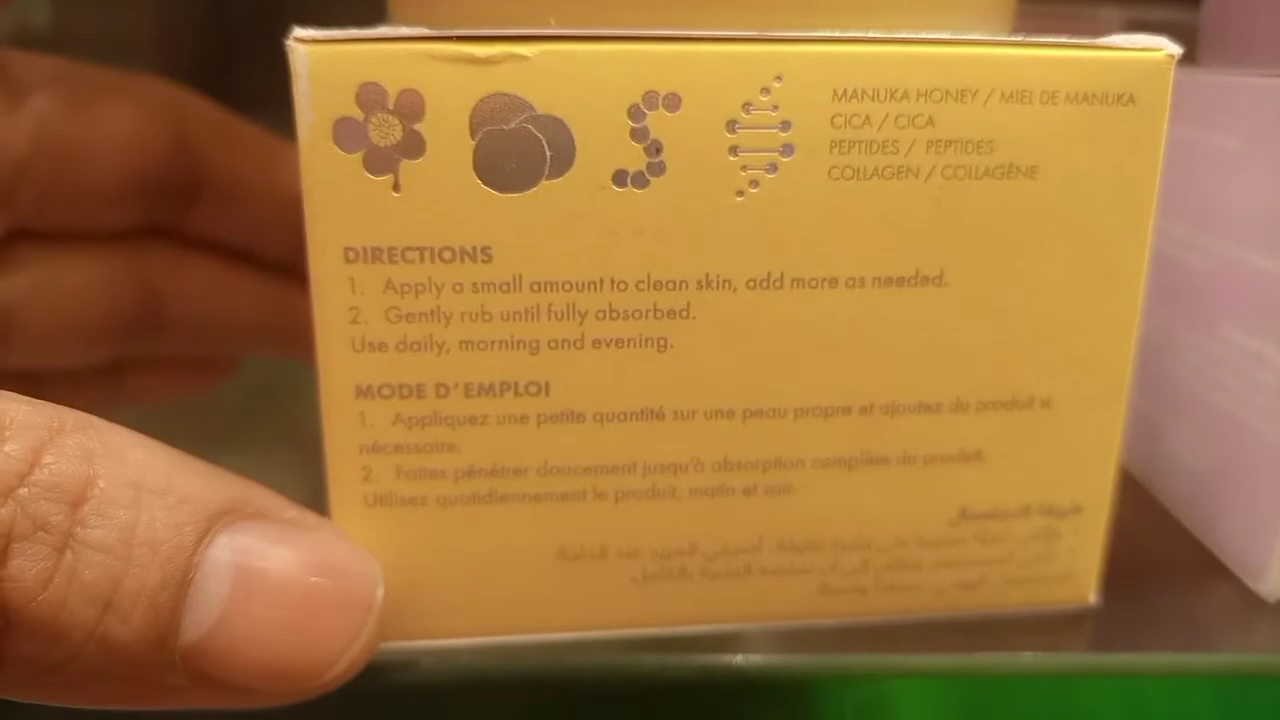 MANUKA HONEY / MIEL DE MANUKA
CICA / CICA
PEPTIDES / PEPTIDES
COLLAGEN / COLLAGÈNE
DIRECTIONS
1. Apply a small amount to clean skin, add more as needed.
2. Gently rub until fully absorbed.
Use daily, morning and evening.
MODE D'EMPLOI
1. Appliquez une petite quantité sur une peau propre et ajoutez du produit si
nécessaire.
2. Faites pénétrer doucement jusqu'à absorption complète du produit.
Utilisez quotidiennement le produit, matin et soir.
طريقة الاستعمال